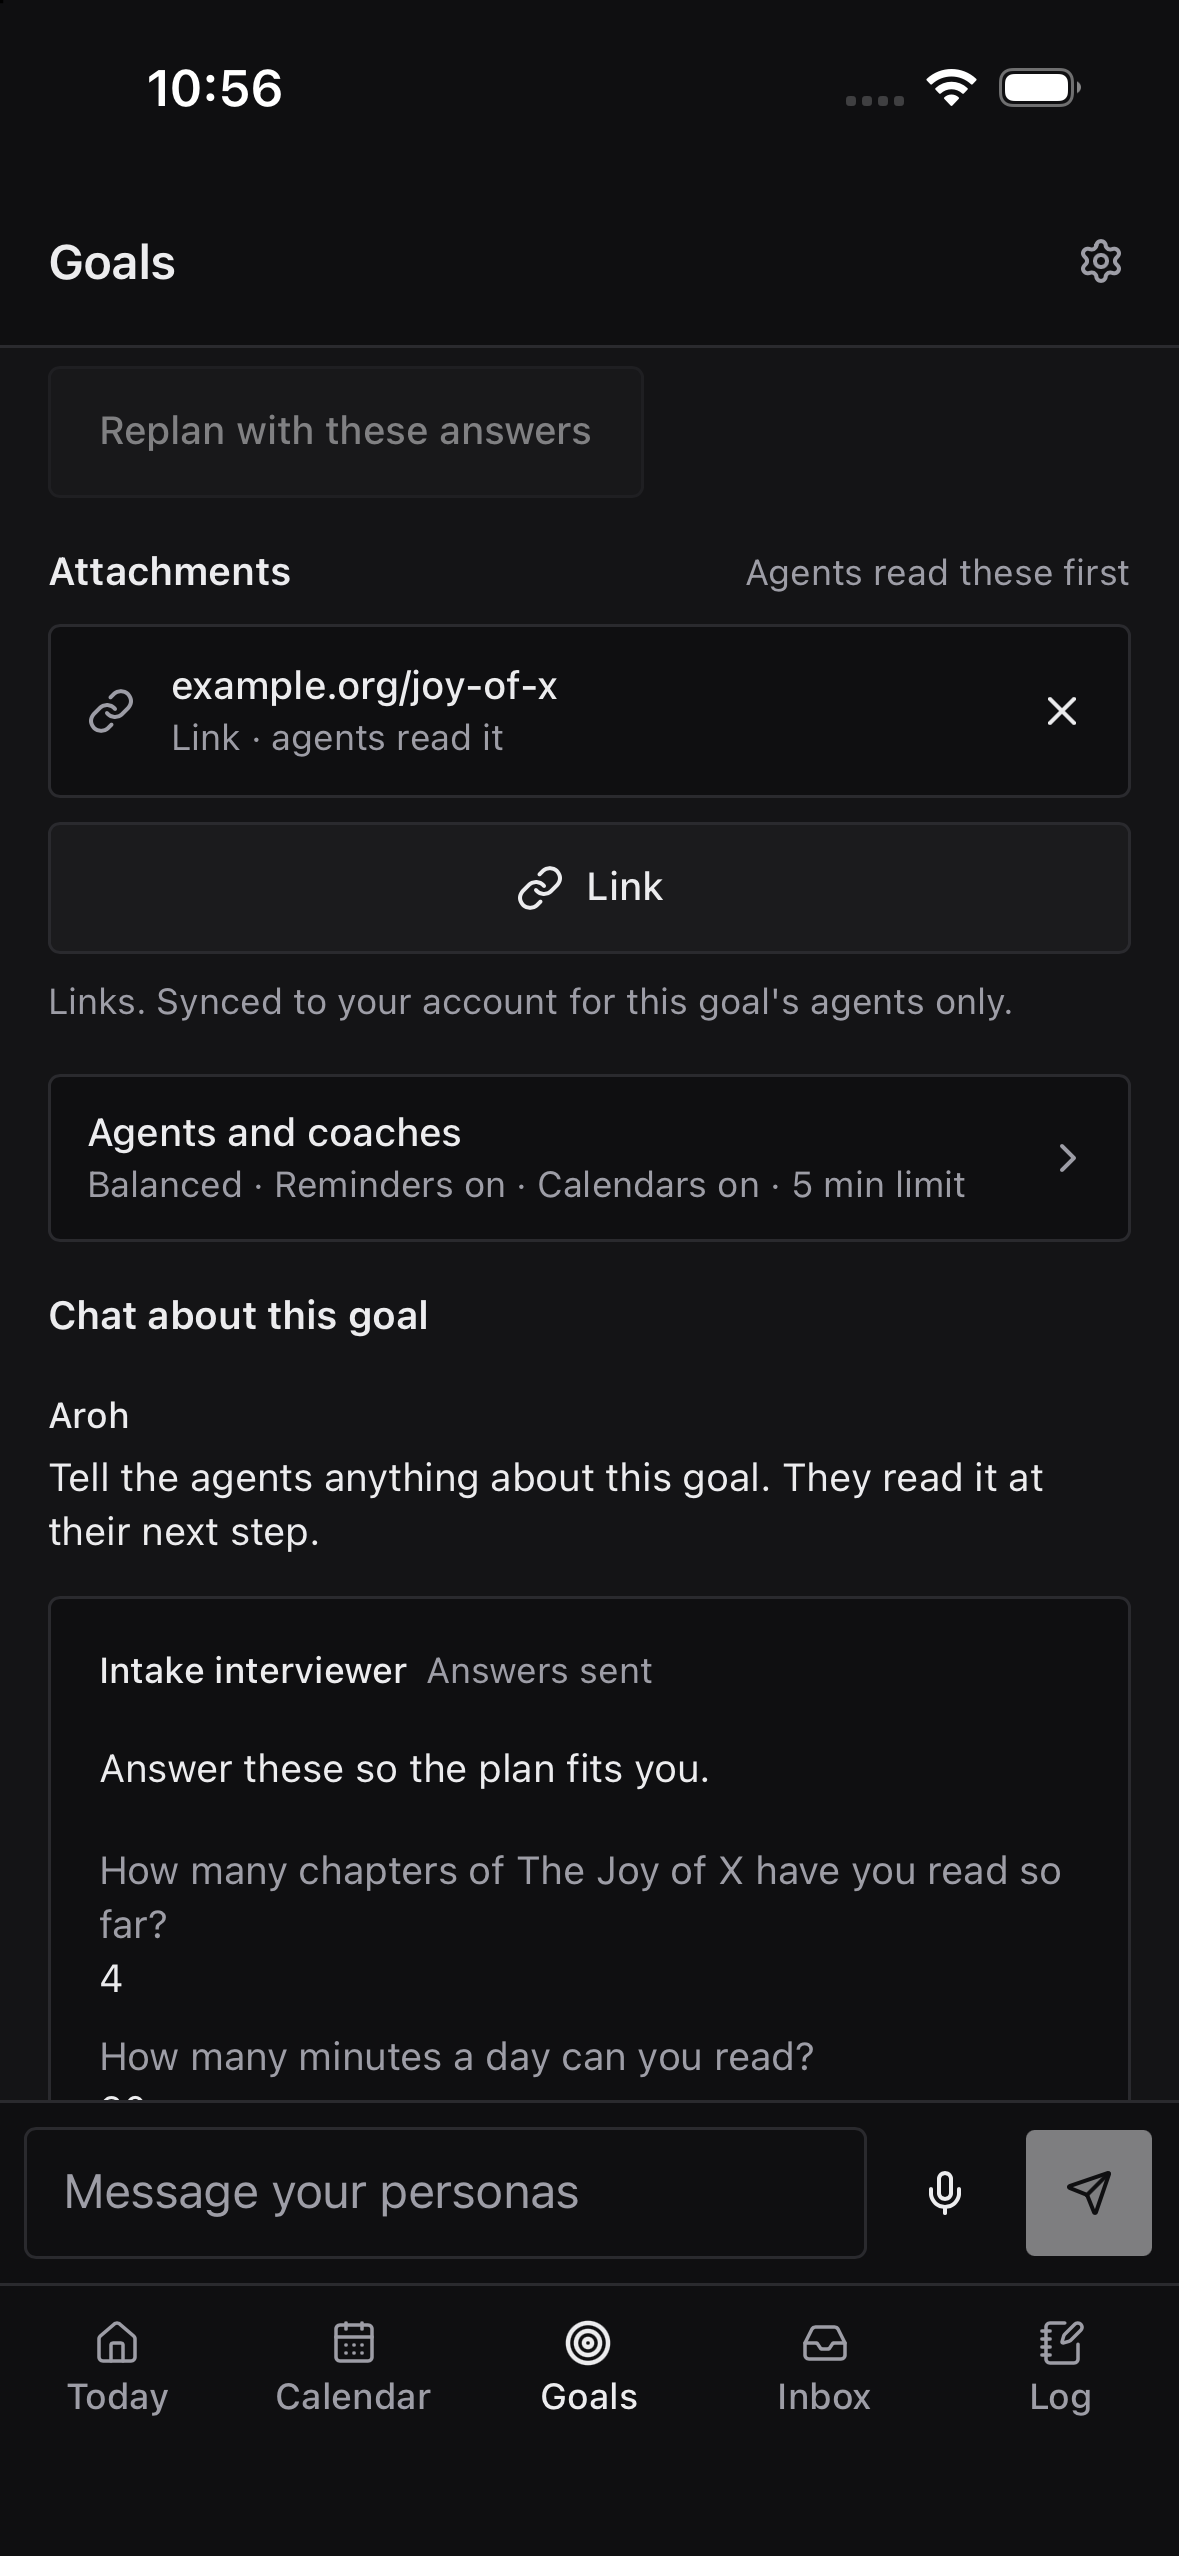 10:56
Goals
Replan with these answers
Attachments
Agents read these first
example.org/joy-of-x
Link · agents read it
Link
Links. Synced to your account for this goal's agents only.
Agents and coaches
Balanced · Reminders on · Calendars on · 5 min limit
Chat about this goal
Aroh
Tell the agents anything about this goal. They read it at
their next step.
Intake interviewer Answers sent
Answer these so the plan fits you.
How many chapters of The Joy of X have you read so
far?
4
How many minutes a day can you read?
Message your personas
Today
Calendar
Goals
Inbox
Log